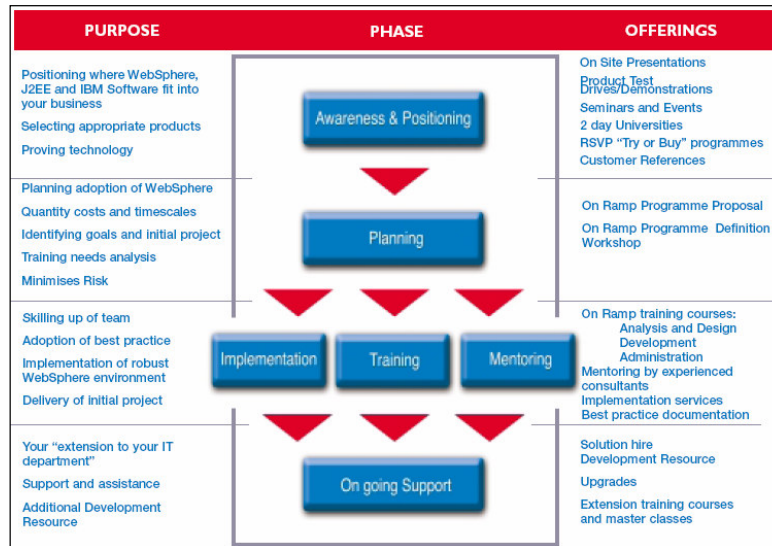 PURPOSE
PHASE
OFFERINGS
Positioning where WebSphere,
J2EE and IBM Software fit into
your business
Selecting appropriate products
Proving technology
Awareness & Positioning
On Site Presentations
Product Test
Drives/Demonstrations
Seminars and Events
2 day Universities
RSVP “Try or Buy” programmes
Customer References
Planning adoption of WebSphere
Quantity costs and timescales
Identifying goals and initial project
Training needs analysis
Minimises Risk
Planning
On Ramp Programme Proposal
On Ramp Programme Definition
Workshop
Skilling up of team
Adoption of best practice
Implementation of robust
WebSphere environment
Delivery of initial project
Implementation
Training
Mentoring
On Ramp training courses:
Analysis and Design
Development
Administration
Mentoring by experienced
consultants
Implementation services
Best practice documentation
Your “extension to your IT
department”
Support and assistance
Additional Development
Resource
On going Support
Solution hire
Development Resource
Upgrades
Extension training courses
and master classes